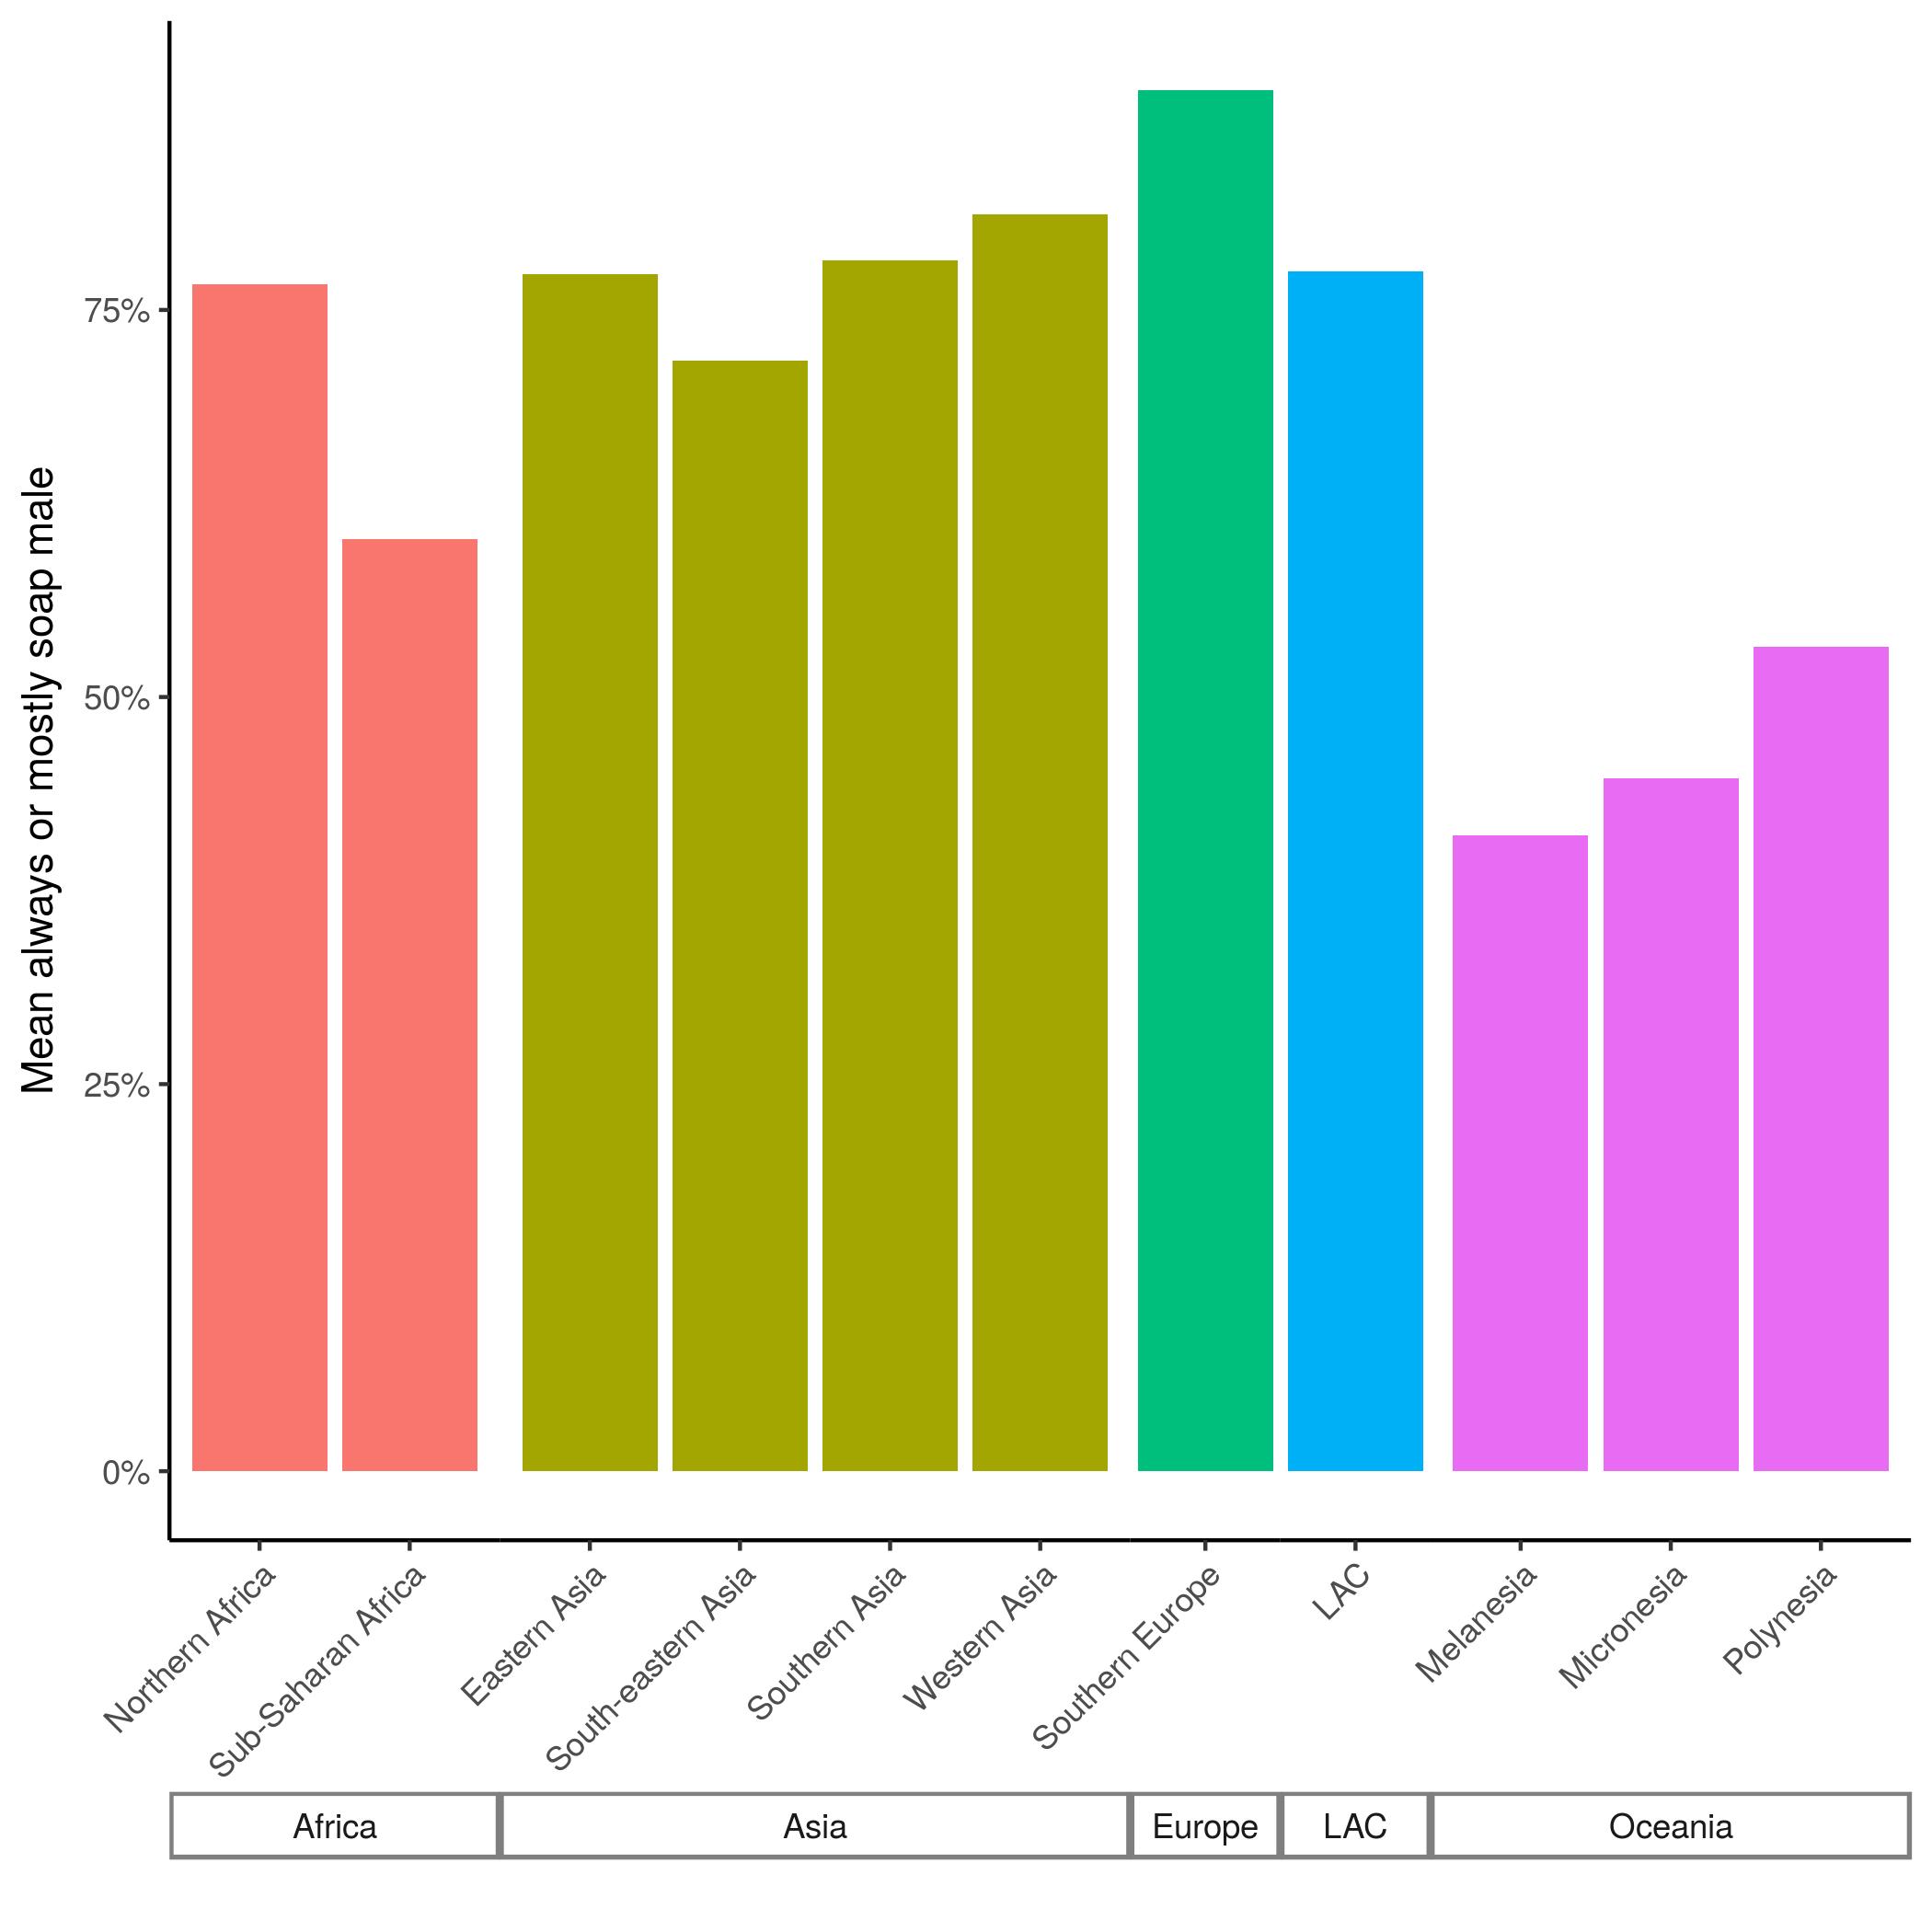 Mean always or mostly soap male
75%
50%
25%
0%
Northern Africa
Sub-Saharan Africa
Eastern Asia
South-eastern Asia
Southern Asia
Western Asia
Southern Europe
LAC
Melanesia
Micronesia
Polynesia
Africa
Asia
Europe
LAC
Oceania